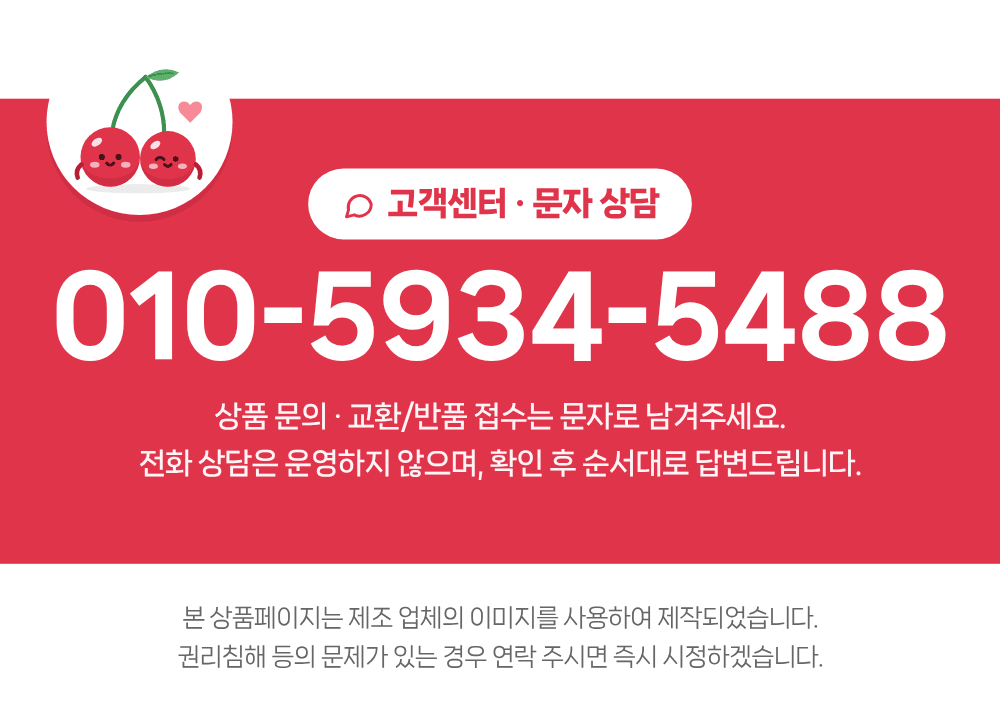 고객센터 · 문자 상담
010-5934-5488
상품 문의 · 교환/반품 접수는 문자로 남겨주세요.
전화 상담은 운영하지 않으며, 확인 후 순서대로 답변드립니다.
본 상품페이지는 제조 업체의 이미지를 사용하여 제작되었습니다.
권리침해 등의 문제가 있는 경우 연락 주시면 즉시 시정하겠습니다.